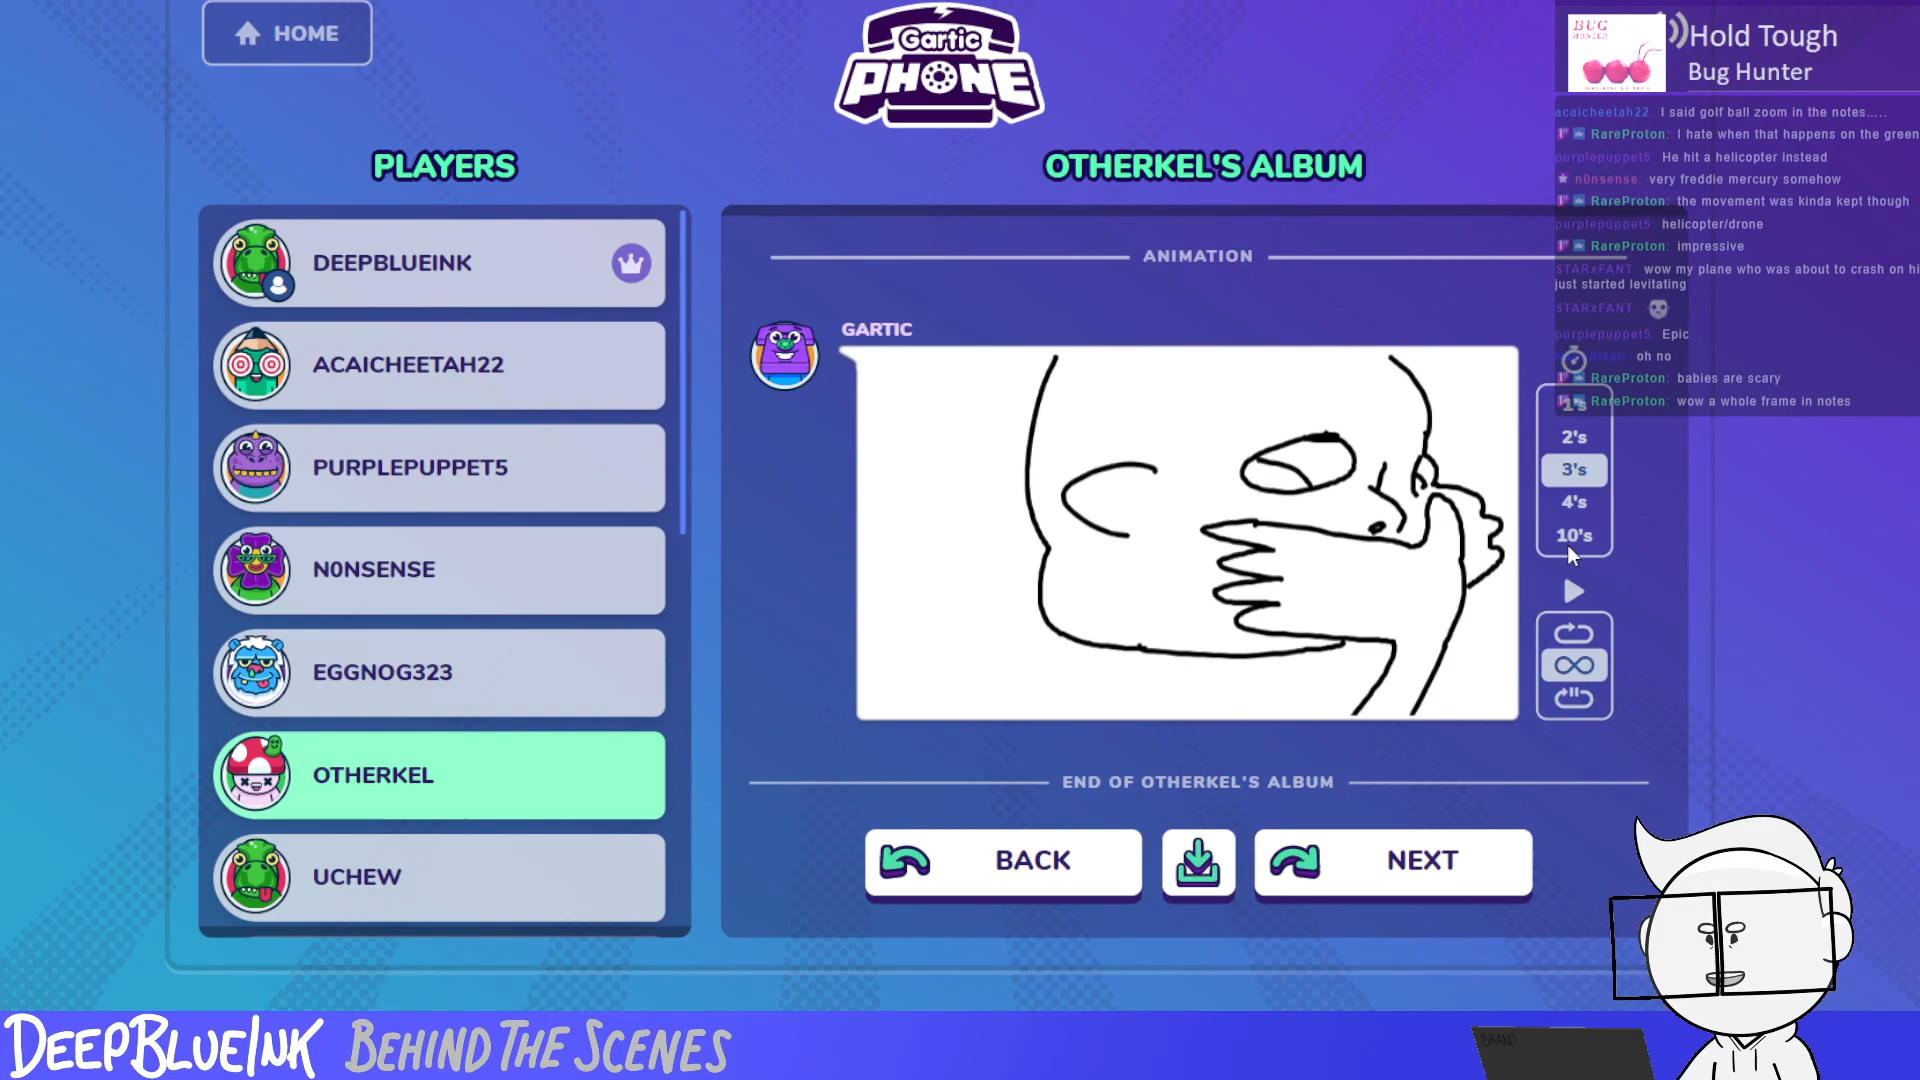 HOME
Gartic
PHONE
BUG
HUNTER
Hold Tough
Bug Hunter
acaicheetah22: I said golf ball zoom in the notes.....
RareProton: I hate when that happens on the green
purplepuppet5: He hit a helicopter instead
n0nsense: very freddie mercury somehow
RareProton: the movement was kinda kept though
purplepuppet5: helicopter/drone
RareProton: impressive
STARxFANT: wow my plane who was about to crash on hi
just started levitating
STARxFANT:
purplepuppet5: Epic
oh no
RareProton: babies are scary
RareProton: wow a whole frame in notes
PLAYERS
DEEPBLUEINK
ACAICHEETAH22
PURPLEPUPPET5
N0NSENSE
EGGNOG323
OTHERKEL
UCHEW
OTHERKEL'S ALBUM
ANIMATION
GARTIC
1's
2's
3's
4's
10's
END OF OTHERKEL'S ALBUM
BACK
NEXT
DEEPBLUEINK BEHIND THE SCENES
BRAND